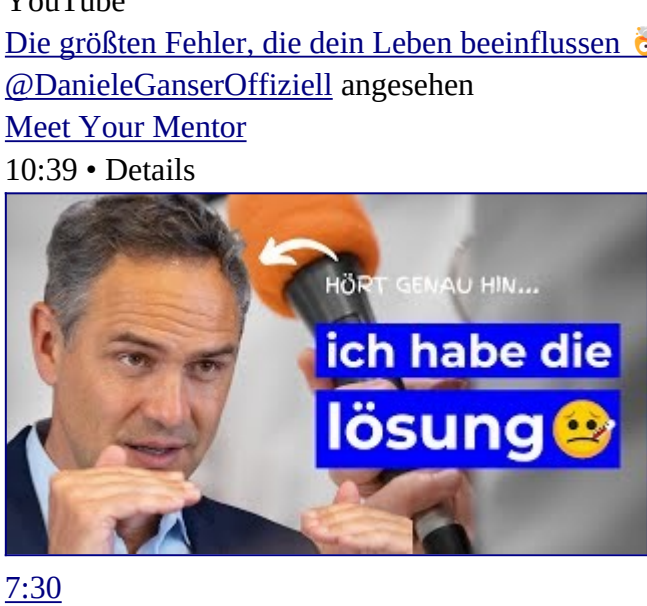 YouTube
Die größten Fehler, die dein Leben beeinflussen 🤯
@DanieleGanserOffiziell angesehen
Meet Your Mentor
10:39 • Details
HÖRT GENAU HIN...
ich habe die
lösung🤒
7:30